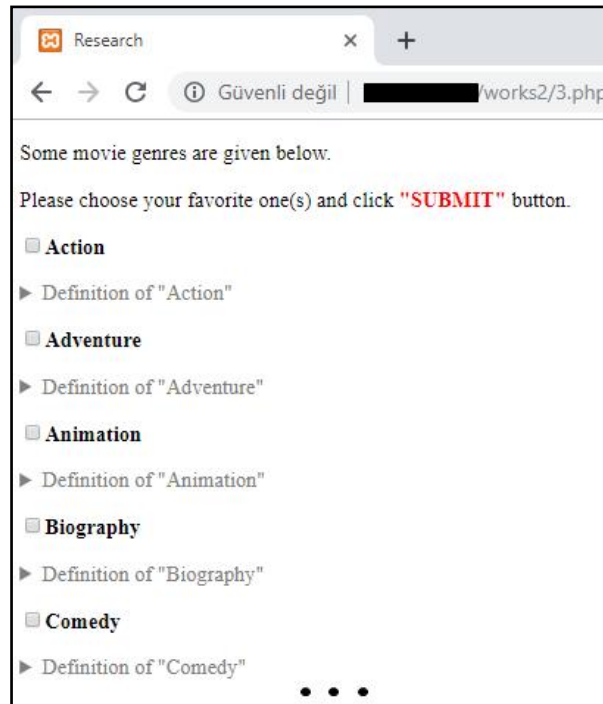 Research
Güvenli değil | /works2/3.php
Some movie genres are given below.
Please choose your favorite one(s) and click "SUBMIT" button.
Action
Definition of "Action"
Adventure
Definition of "Adventure"
Animation
Definition of "Animation"
Biography
Definition of "Biography"
Comedy
Definition of "Comedy"
• • •